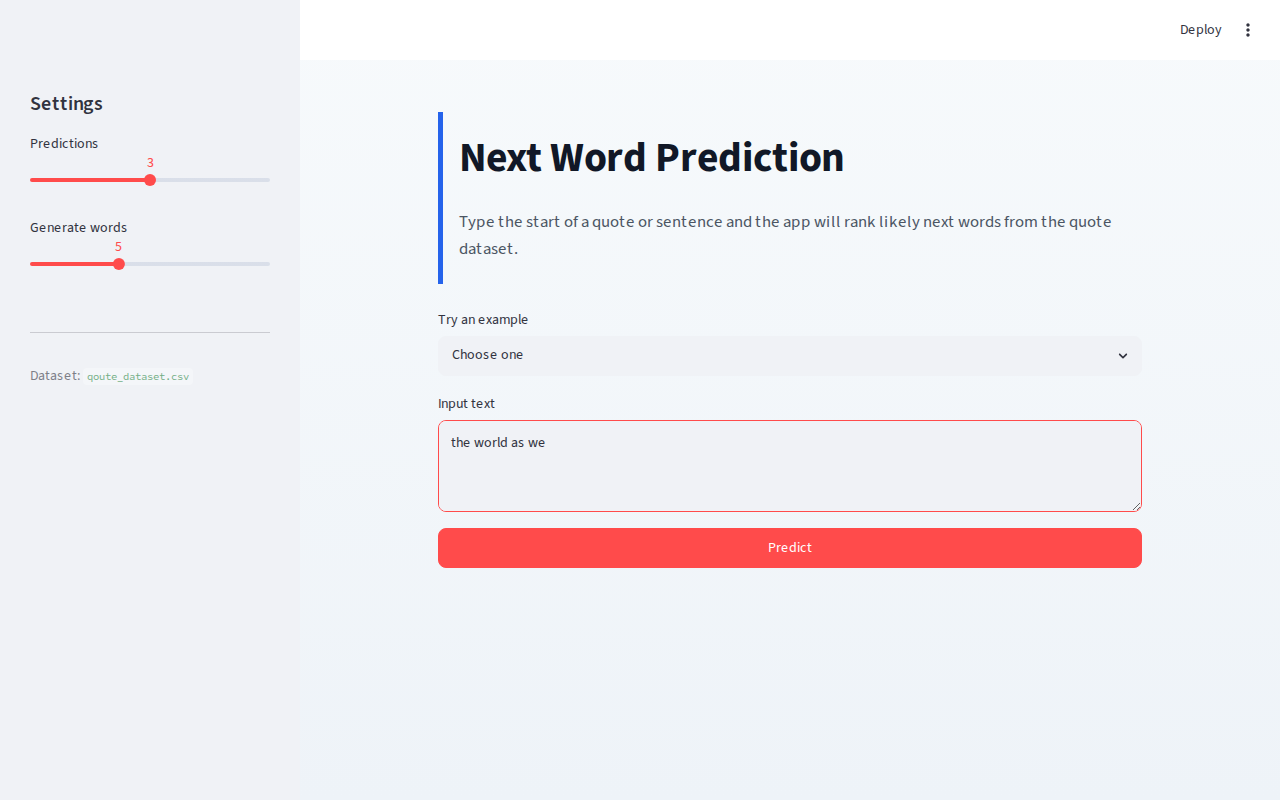 Deploy
Settings
Predictions
3
Generate words
5
Dataset: qoute_dataset.csv
Next Word Prediction
Type the start of a quote or sentence and the app will rank likely next words from the quote
dataset.
Try an example
Choose one
Input text
the world as we
Predict